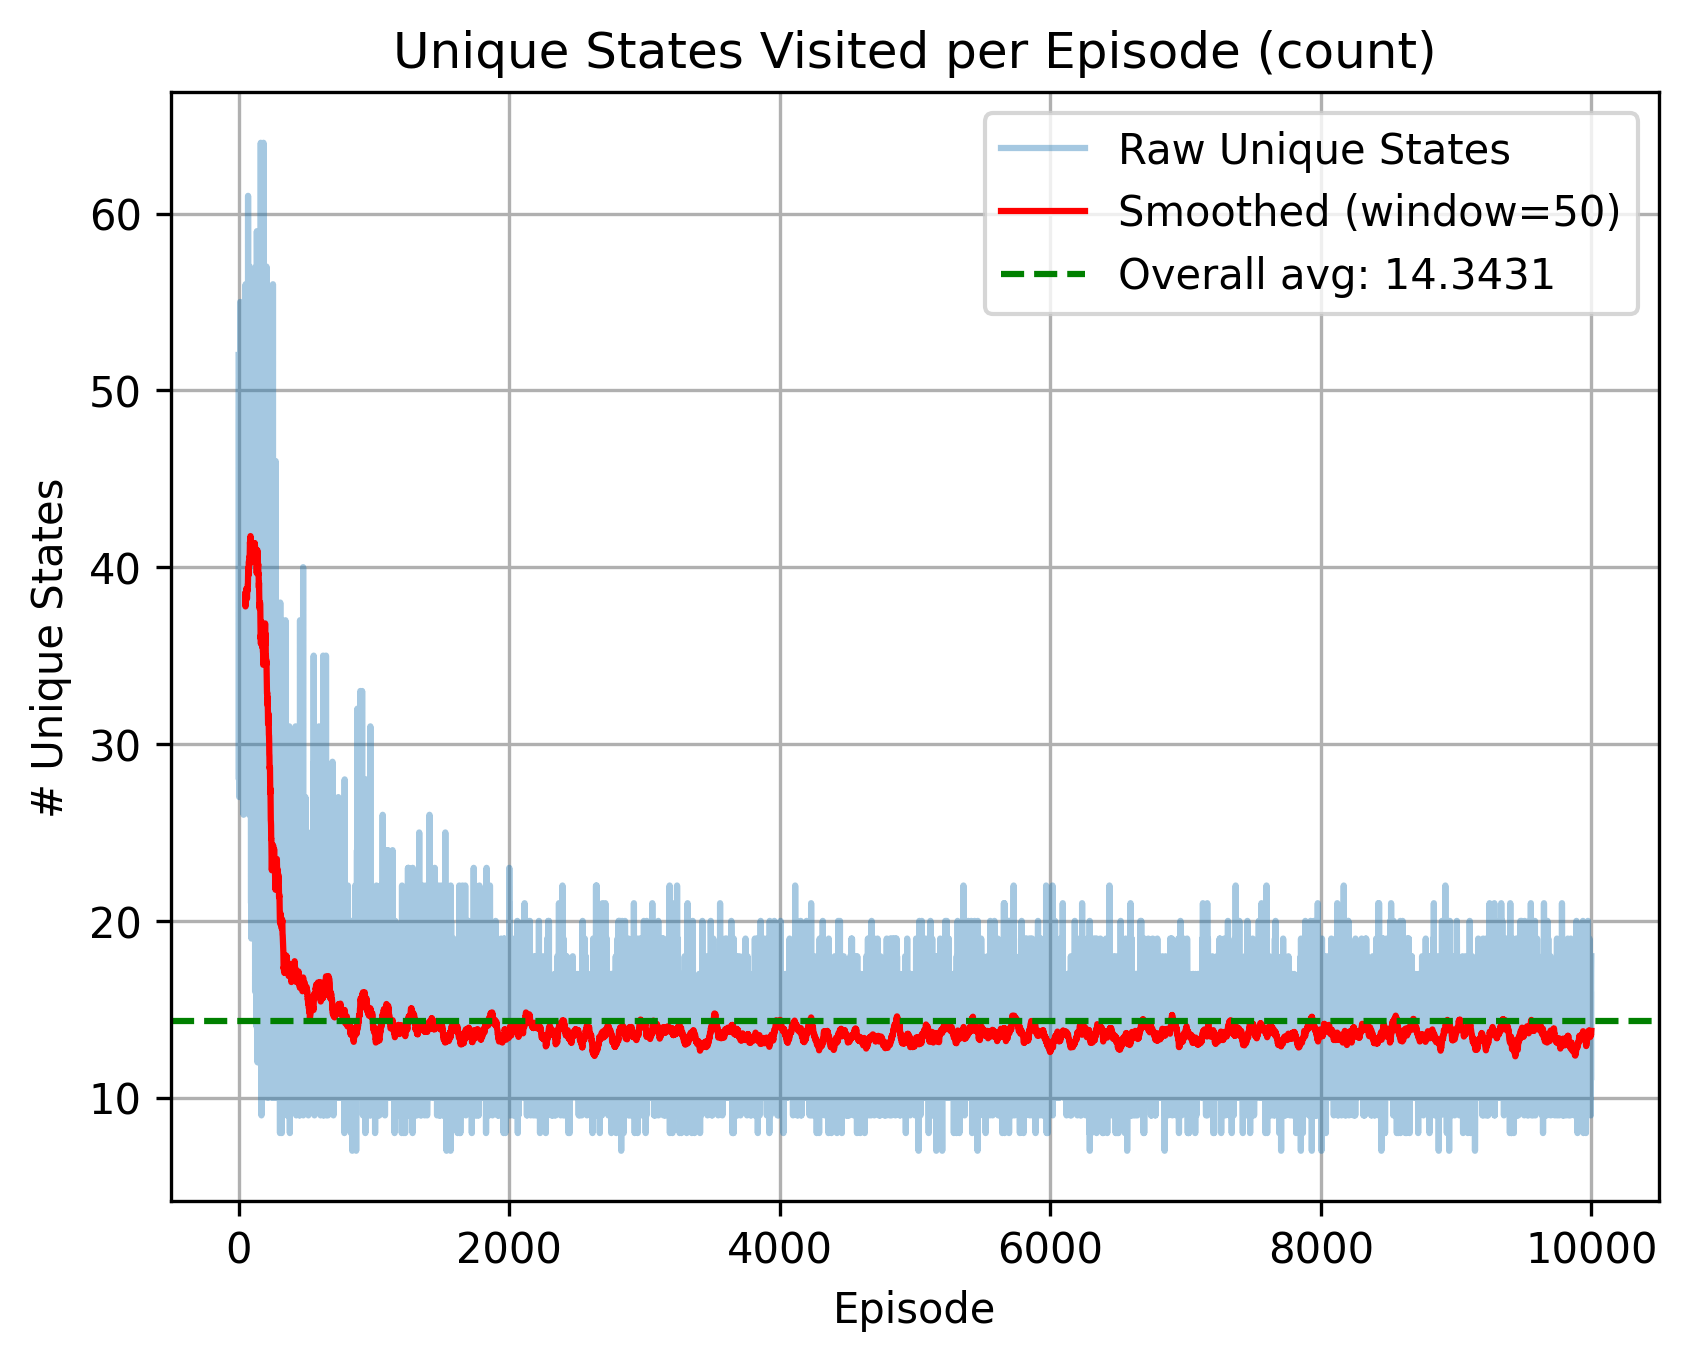 Unique States Visited per Episode (count)
Raw Unique States
Smoothed (window=50)
Overall avg: 14.3431
# Unique States
60
50
40
30
20
10
0 2000 4000 6000 8000 10000
Episode